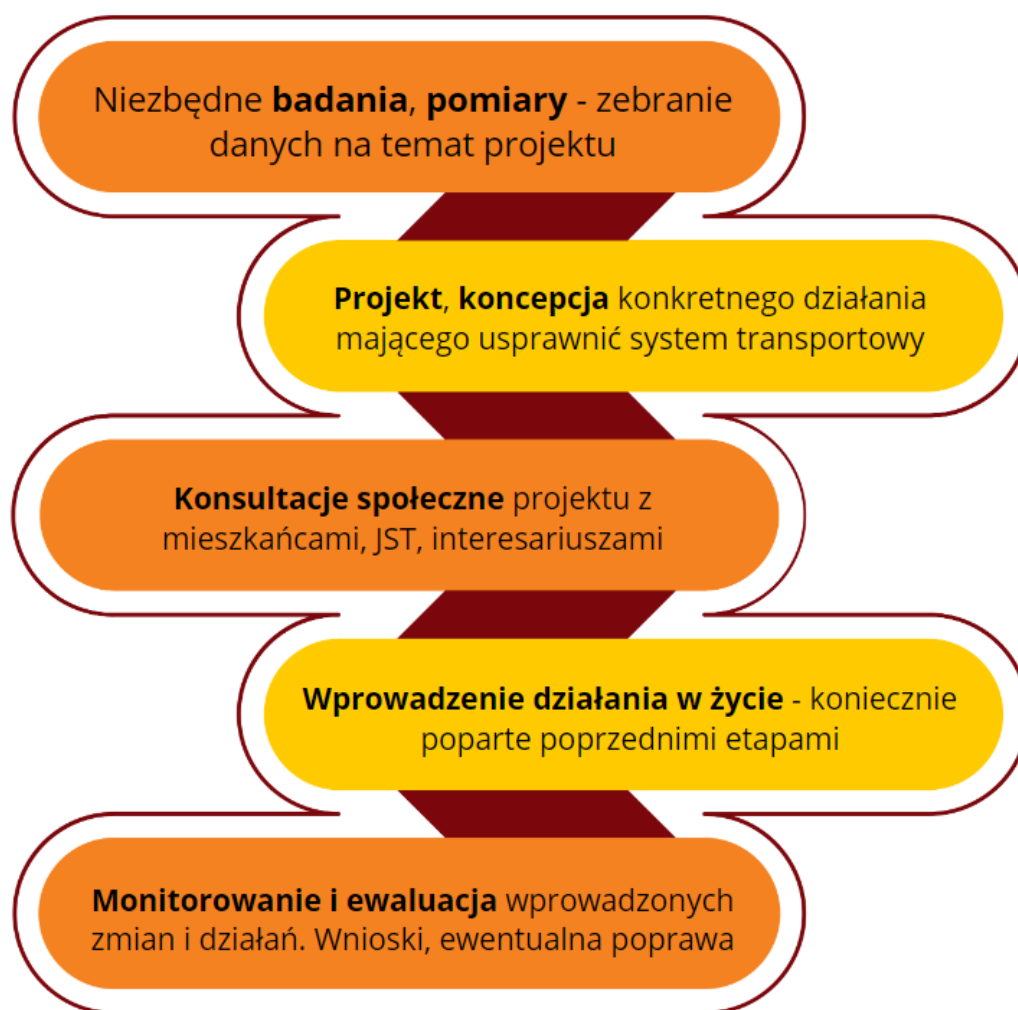 Niezbędne badania, pomiary - zebranie
danych na temat projektu
Projekt, koncepcja konkretnego działania
mającego usprawnić system transportowy
Konsultacje społeczne projektu z
mieszkańcami, JST, interesariuszami
Wprowadzenie działania w życie - koniecznie
poparte poprzednimi etapami
Monitorowanie i ewaluacja wprowadzonych
zmian i działań. Wnioski, ewentualna poprawa